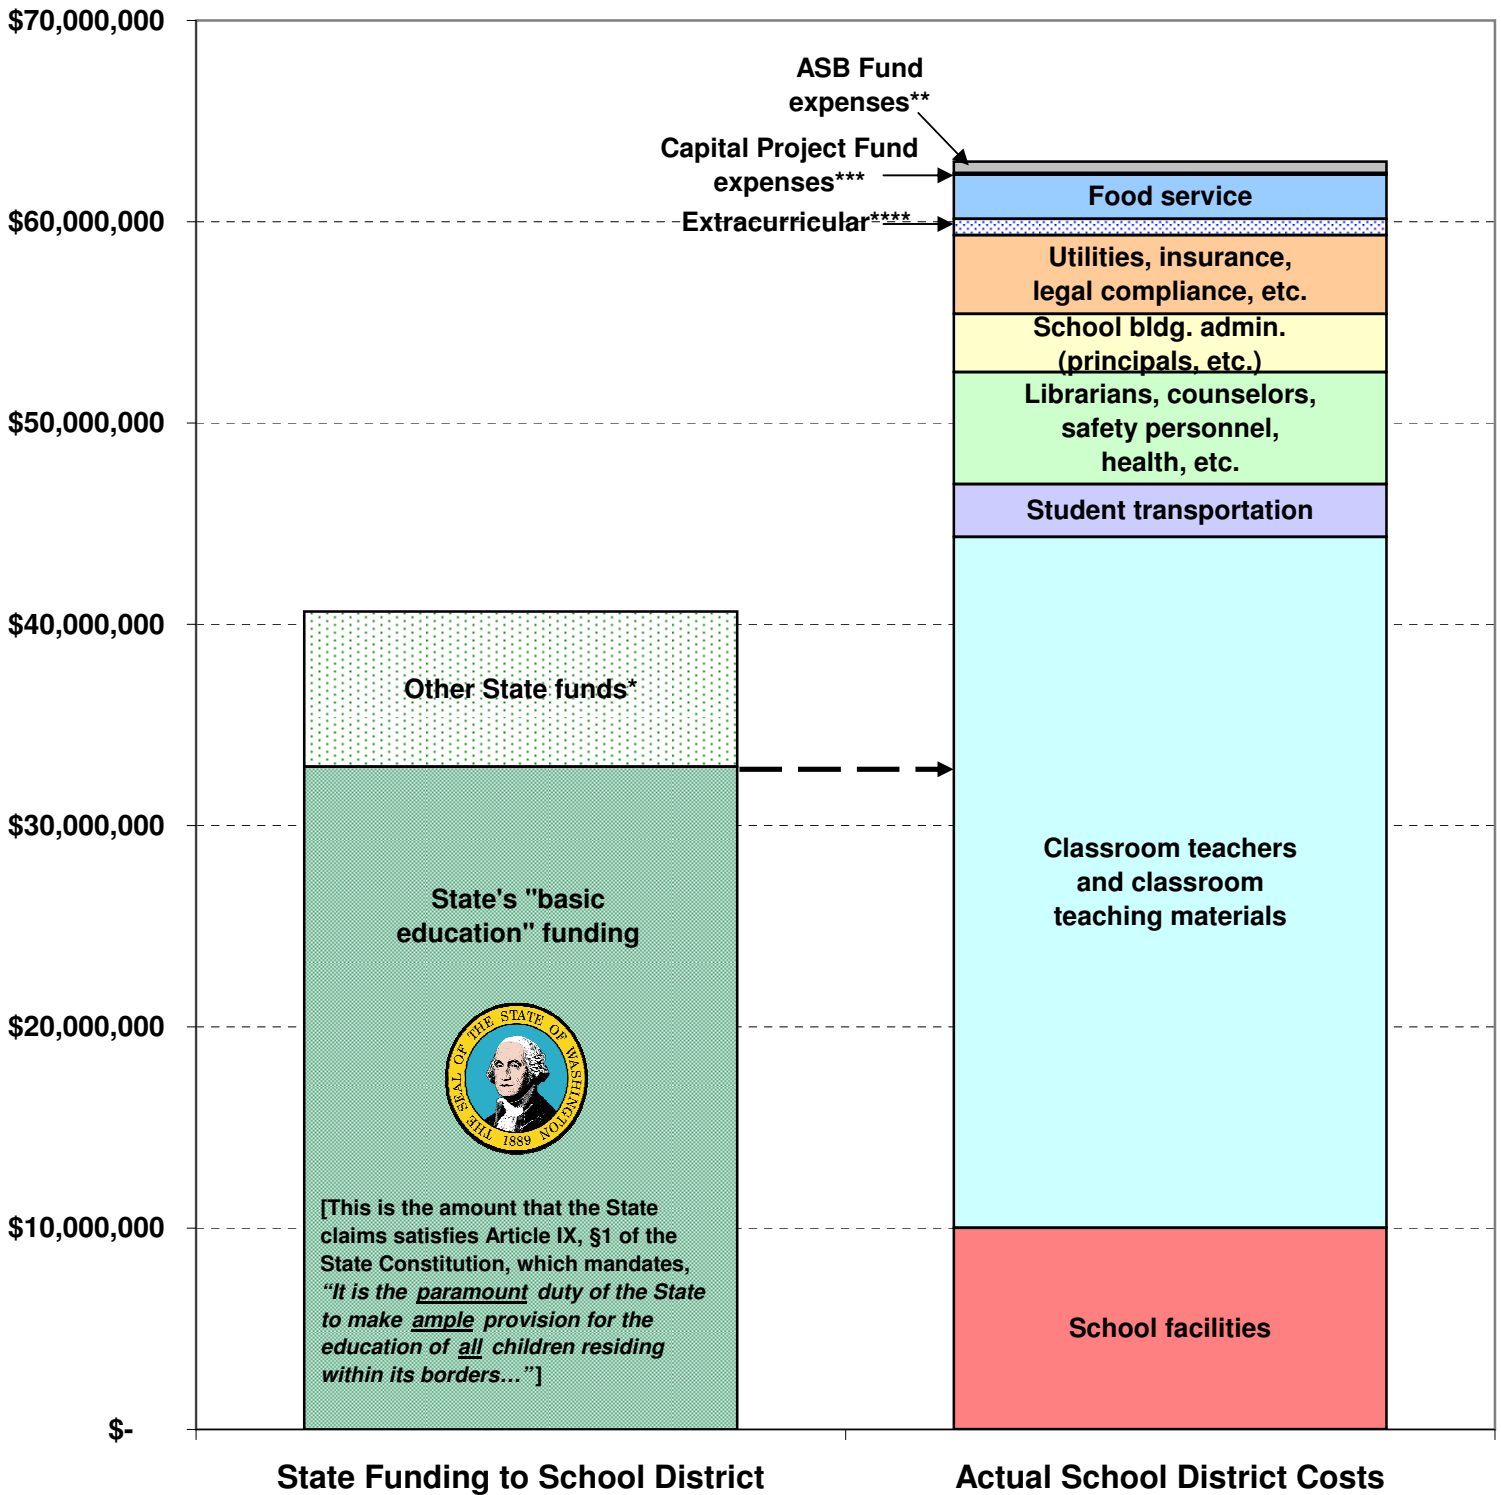 $70,000,000
ASB Fund
expenses**
Capital Project Fund
expenses***
Food service
$60,000,000
Extracurricular****
Utilities, insurance,
legal compliance, etc.
School bldg. admin.
(principals, etc.)
Librarians, counselors,
safety personnel,
health, etc.
$50,000,000
Student transportation
$40,000,000
Other State funds*
$30,000,000
Classroom teachers
and classroom
teaching materials
State's "basic
education" funding
$20,000,000
THE SEAL OF THE STATE OF WASHINGTON
1889
$10,000,000
[This is the amount that the State
claims satisfies Article IX, §1 of the
State Constitution, which mandates,
“It is the paramount duty of the State
to make ample provision for the
education of all children residing
within its borders…”]
School facilities
$-
State Funding to School District
Actual School District Costs